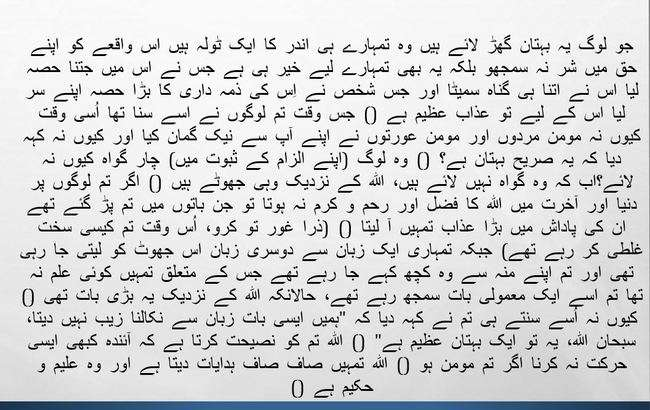 جو لوگ یہ بہتان گھڑ لائے ہیں وہ تمہارے ہی اندر کا ایک ٹولہ ہیں اس واقعے کو اپنے
حق میں شر نہ سمجھو بلکہ یہ بھی تمہارے لیے خیر ہی ہے جس نے اس میں جتنا حصہ
لیا اس نے اتنا ہی گناہ سمیٹا اور جس شخص نے اِس کی ذمہ داری کا بڑا حصہ اپنے سر
لیا اس کے لیے تو عذاب عظیم ہے () جس وقت تم لوگوں نے اسے سنا تھا اُسی وقت
کیوں نہ مومن مردوں اور مومن عورتوں نے اپنے آپ سے نیک گمان کیا اور کیوں نہ کہہ
دیا کہ یہ صریح بہتان ہے؟ () وہ لوگ (اپنے الزام کے ثبوت میں) چار گواہ کیوں نہ
لائے؟اب کہ وہ گواہ نہیں لائے ہیں، اللہ کے نزدیک وہی جھوٹے ہیں () اگر تم لوگوں پر
دنیا اور آخرت میں اللہ کا فضل اور رحم و کرم نہ ہوتا تو جن باتوں میں تم پڑ گئے تھے
ان کی پاداش میں بڑا عذاب تمہیں آ لیتا () (ذرا غور تو کرو، اُس وقت تم کیسی سخت
غلطی کر رہے تھے) جبکہ تمہاری ایک زبان سے دوسری زبان اس جھوٹ کو لیتی جا رہی
تھی اور تم اپنے منہ سے وہ کچھ کہے جا رہے تھے جس کے متعلق تمہیں کوئی علم نہ
تھا تم اسے ایک معمولی بات سمجھ رہے تھے، حالانکہ اللہ کے نزدیک یہ بڑی بات تھی ()
کیوں نہ اُسے سنتے ہی تم نے کہہ دیا کہ "ہمیں ایسی بات زبان سے نکالنا زیب نہیں دیتا،
سبحان اللہ، یہ تو ایک بہتان عظیم ہے" () اللہ تم کو نصیحت کرتا ہے کہ آئندہ کبھی ایسی
حرکت نہ کرنا اگر تم مومن ہو () اللہ تمہیں صاف صاف ہدایات دیتا ہے اور وہ علیم و
حکیم ہے ()